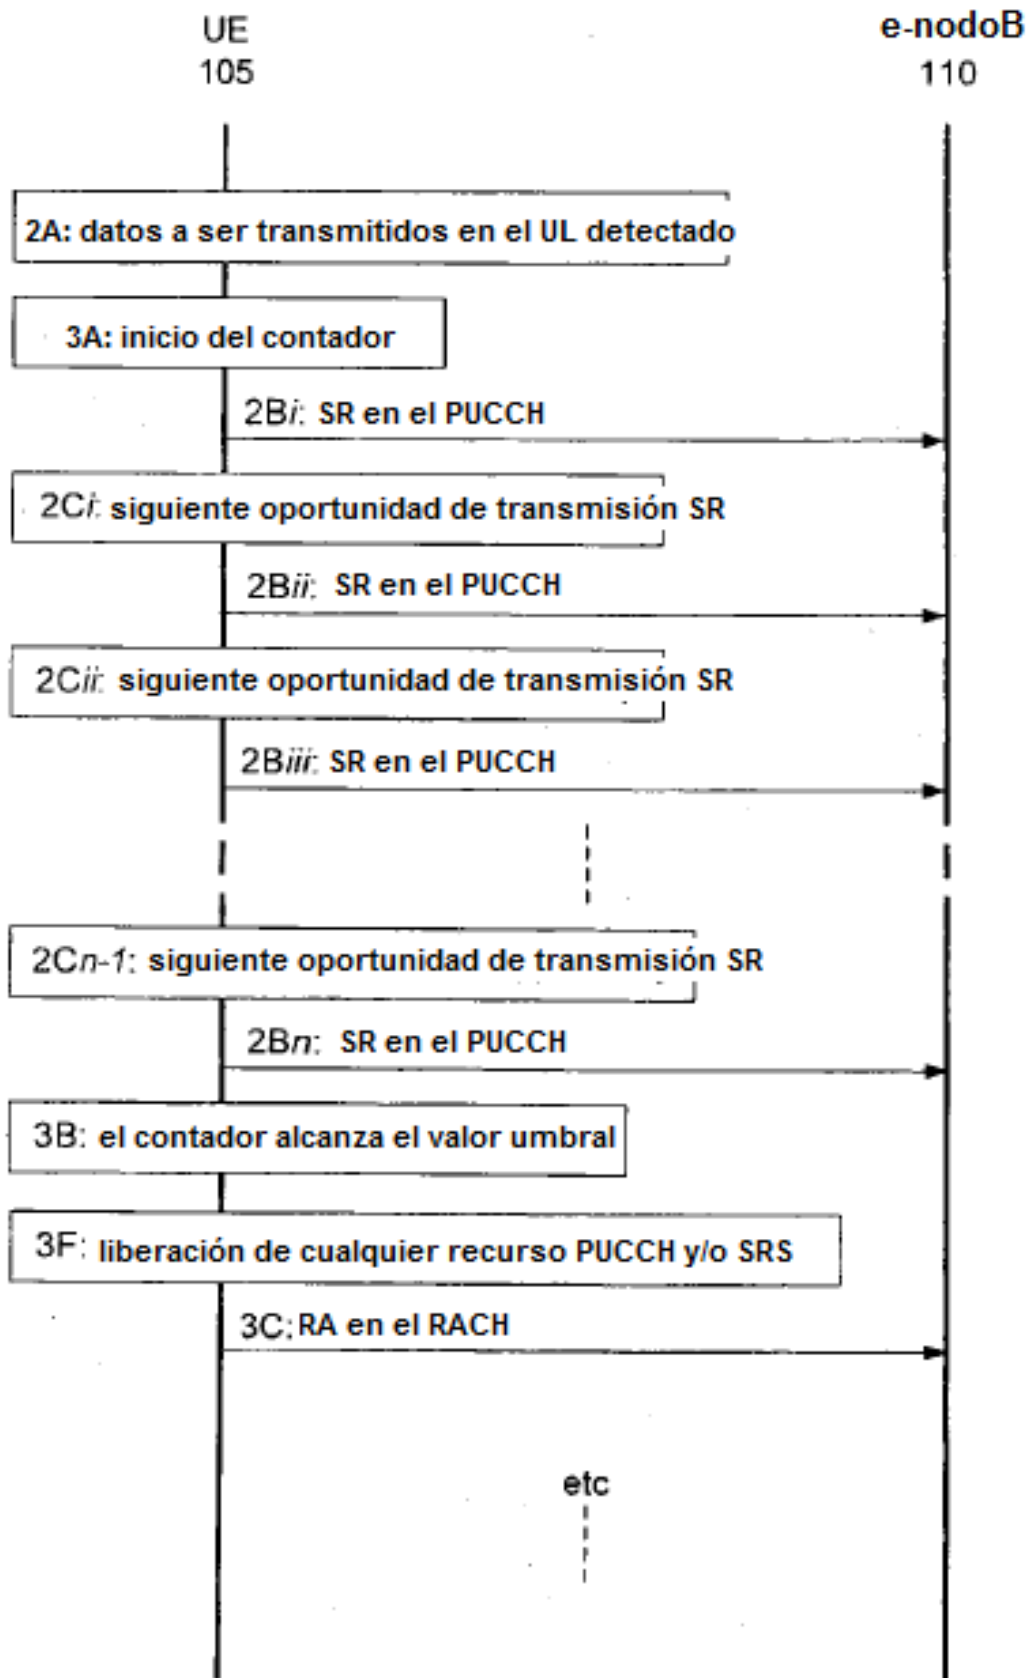 UE
105
e-nodoB
110
2A: datos a ser transmitidos en el UL detectado
3A: inicio del contador
2Bi: SR en el PUCCH
2Ci: siguiente oportunidad de transmisión SR
2Bii: SR en el PUCCH
2Cii: siguiente oportunidad de transmisión SR
2Biii: SR en el PUCCH
2Cn-1: siguiente oportunidad de transmisión SR
2Bn: SR en el PUCCH
3B: el contador alcanza el valor umbral
3F: liberación de cualquier recurso PUCCH y/o SRS
3C: RA en el RACH
etc